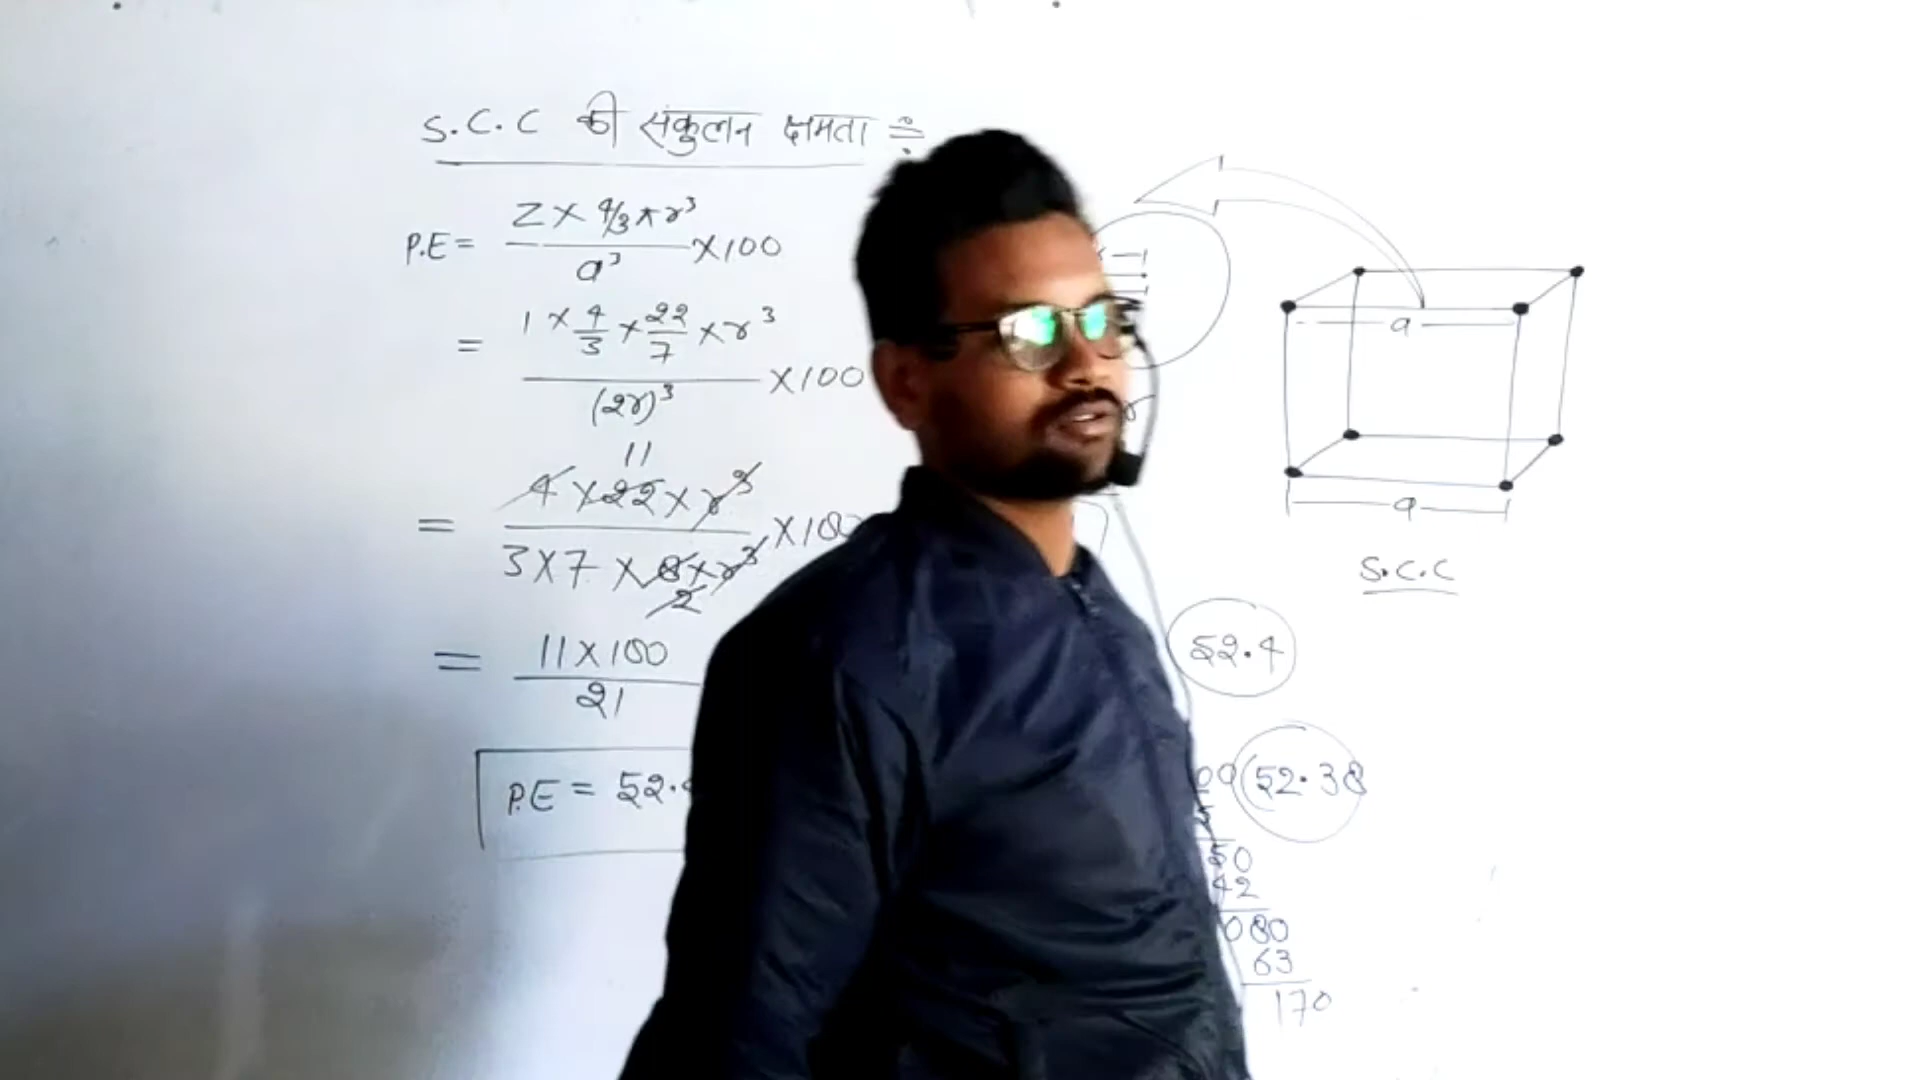 S.C.C की संकुलन क्षमता ÷
P.E = Z × 4/3 π r³ / a³ × 100
= 1 × 4/3 × 22/7 × r³ / (2r)³ × 100
11
= 4 × 22 × r³ / 3 × 7 × 8 × r³ × 100
2
= 11 × 100 / 21
P.E = 52.
a
a
S.C.C
52.4
00(52.38
50
42
080
63
170